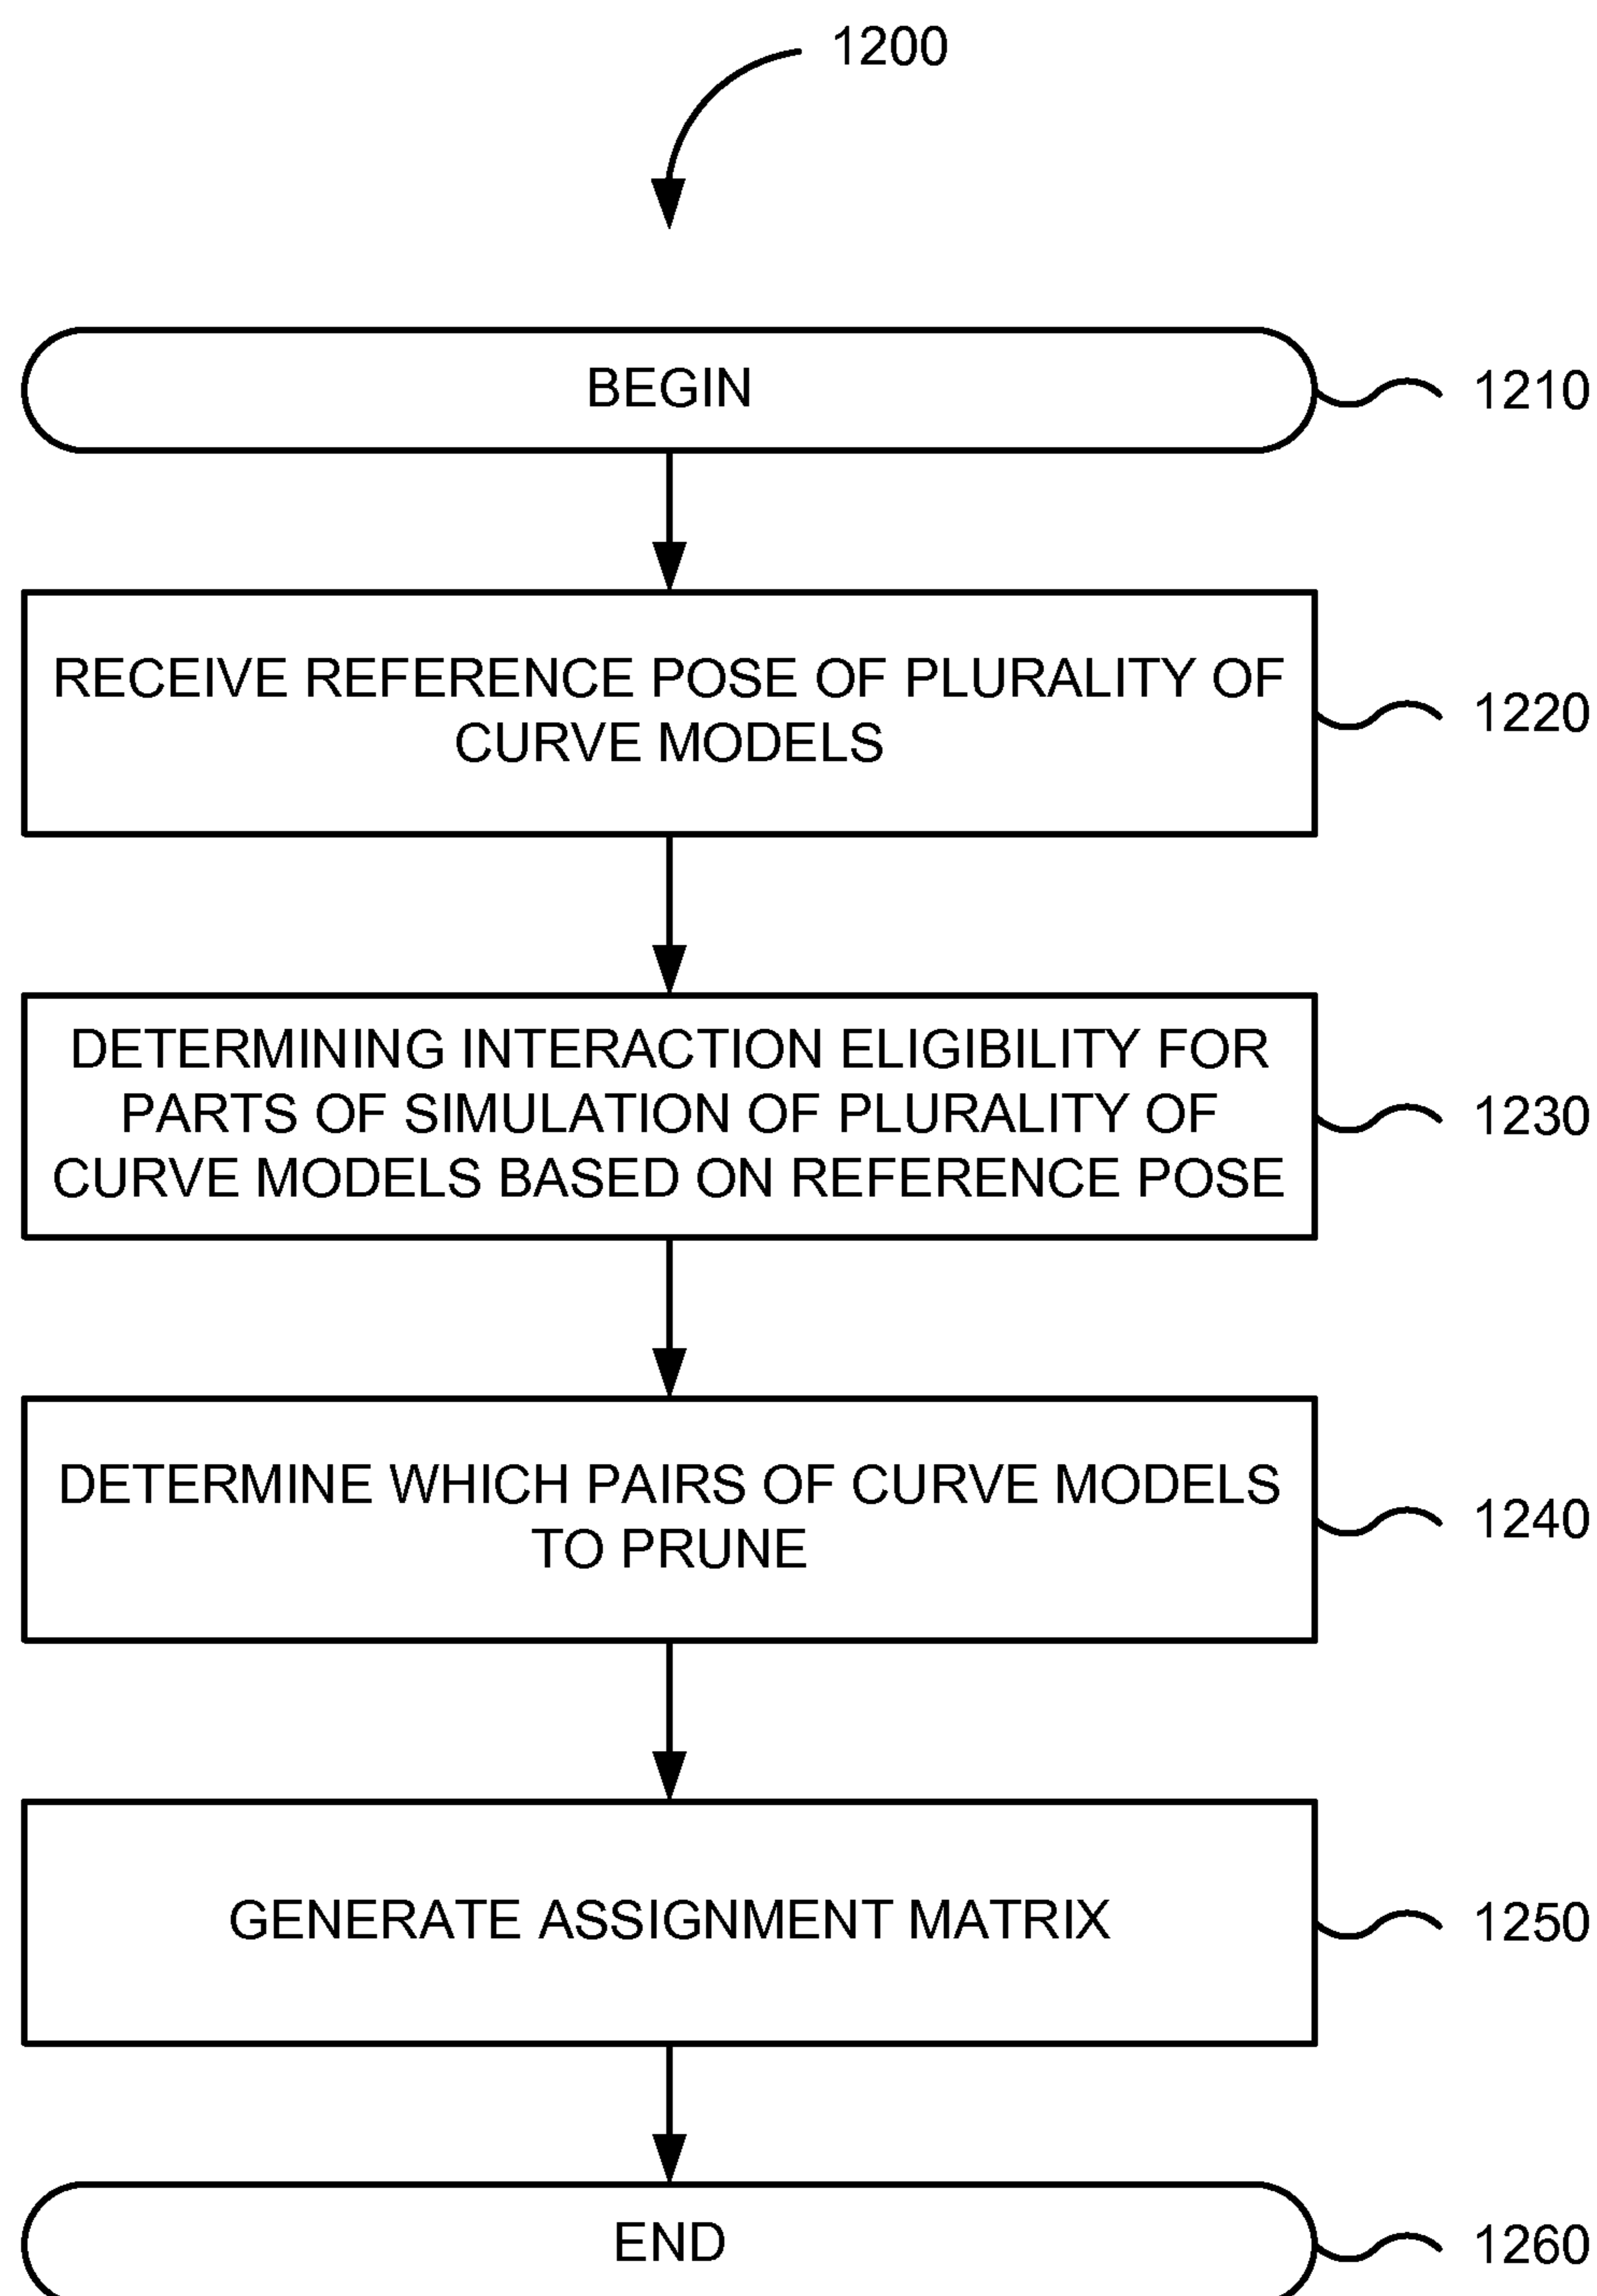 1200
BEGIN
1210
RECEIVE REFERENCE POSE OF PLURALITY OF
CURVE MODELS
1220
DETERMINING INTERACTION ELIGIBILITY FOR
PARTS OF SIMULATION OF PLURALITY OF
CURVE MODELS BASED ON REFERENCE POSE
1230
DETERMINE WHICH PAIRS OF CURVE MODELS
TO PRUNE
1240
GENERATE ASSIGNMENT MATRIX
1250
END
1260